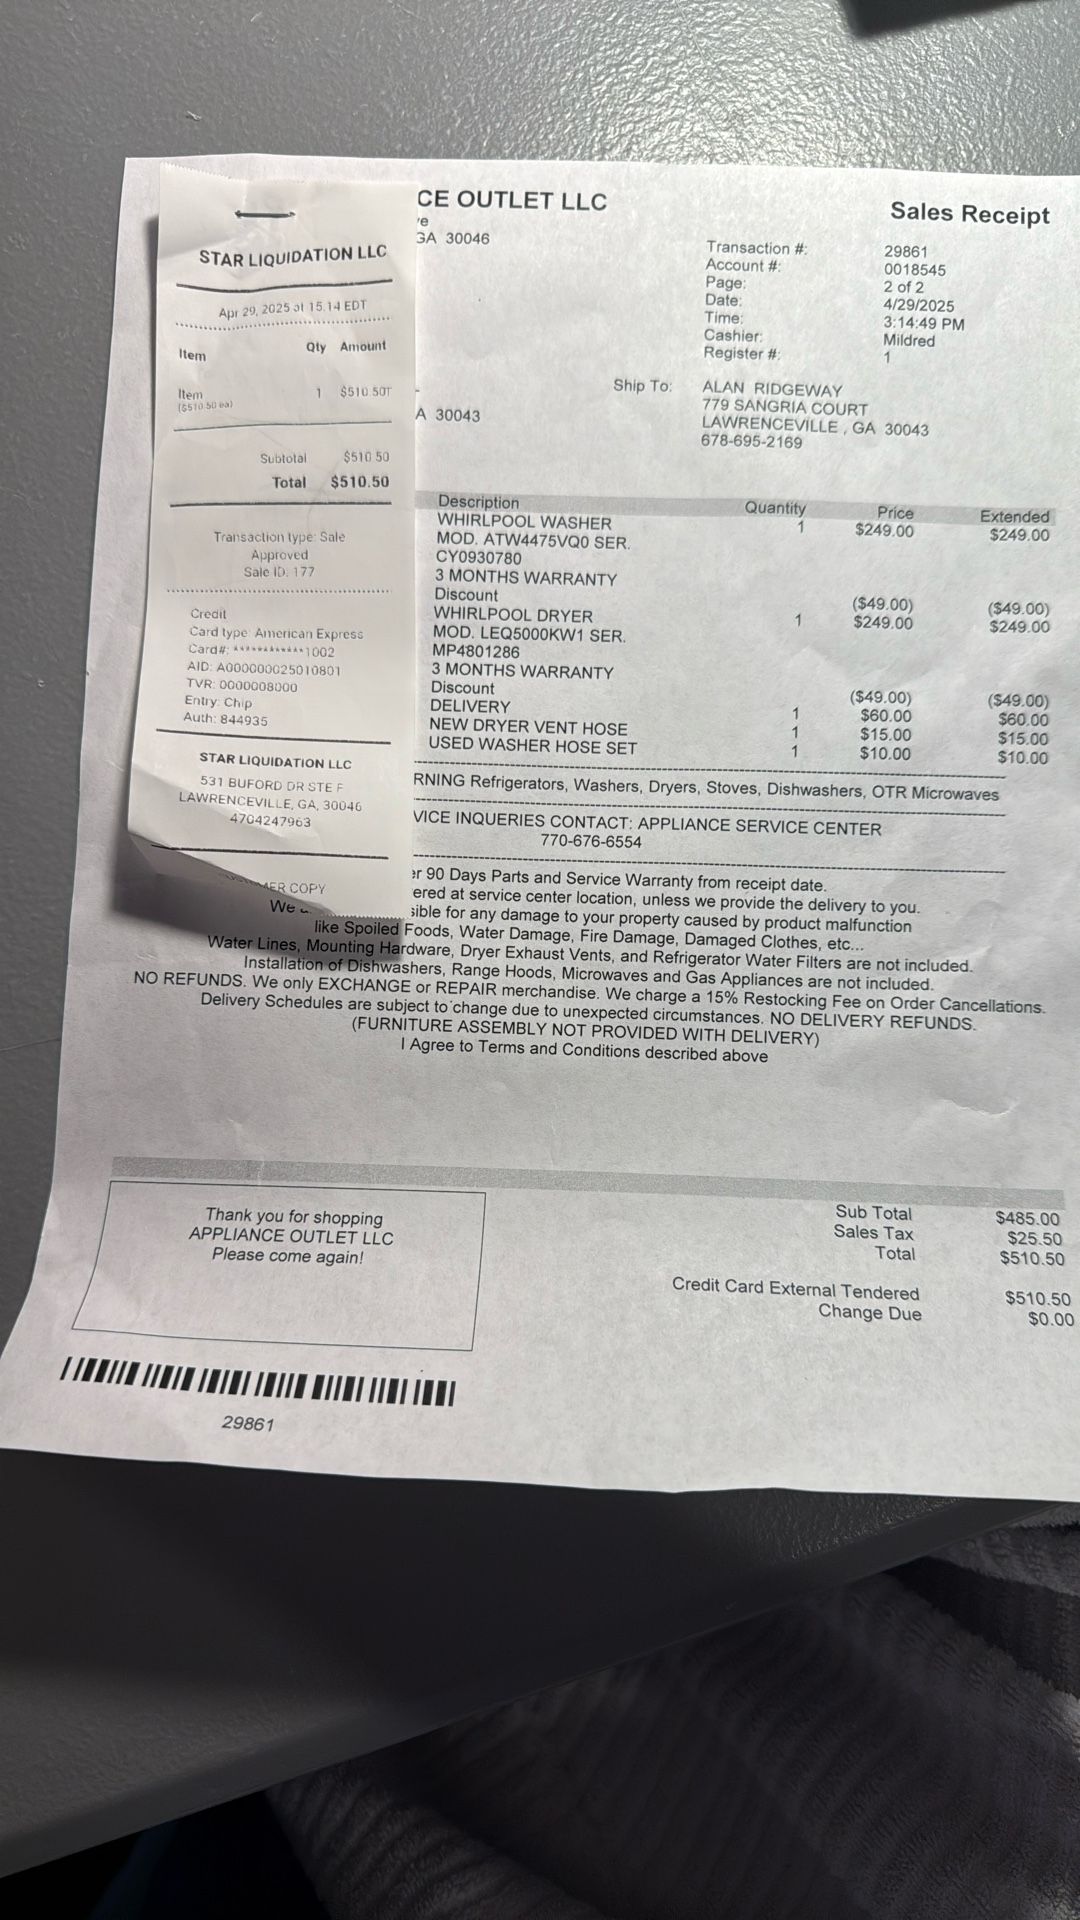 STAR LIQUIDATION LLC
Apr 29, 2025 at 15:14 EDT
Item Qty Amount
Item 1 $510.50T
($510.50 ea)
Subtotal $510.50
Total $510.50
Transaction type: Sale
Approved
Sale ID: 177
Credit
Card type: American Express
Card#: ************1002
AID: A000000025010801
TVR: 0000008000
Entry: Chip
Auth: 844935
STAR LIQUIDATION LLC
531 BUFORD DR STE F
LAWRENCEVILLE, GA, 30046
4704247963
MER COPY
CE OUTLET LLC
GA 30046
Sales Receipt
Transaction #: 29861
Account #: 0018545
Page: 2 of 2
Date: 4/29/2025
Time: 3:14:49 PM
Cashier: Mildred
Register #: 1
A 30043
Ship To: ALAN RIDGEWAY
779 SANGRIA COURT
LAWRENCEVILLE , GA 30043
678-695-2169
Description Quantity Price Extended
WHIRLPOOL WASHER 1 $249.00 $249.00
MOD. ATW4475VQ0 SER.
CY0930780
3 MONTHS WARRANTY
Discount ($49.00) ($49.00)
WHIRLPOOL DRYER 1 $249.00 $249.00
MOD. LEQ5000KW1 SER.
MP4801286
3 MONTHS WARRANTY
Discount ($49.00) ($49.00)
DELIVERY 1 $60.00 $60.00
NEW DRYER VENT HOSE 1 $15.00 $15.00
USED WASHER HOSE SET 1 $10.00 $10.00
RNING Refrigerators, Washers, Dryers, Stoves, Dishwashers, OTR Microwaves
VICE INQUERIES CONTACT: APPLIANCE SERVICE CENTER
770-676-6554
er 90 Days Parts and Service Warranty from receipt date.
ered at service center location, unless we provide the delivery to you.
We sible for any damage to your property caused by product malfunction
like Spoiled Foods, Water Damage, Fire Damage, Damaged Clothes, etc...
Water Lines, Mounting Hardware, Dryer Exhaust Vents, and Refrigerator Water Filters are not included.
Installation of Dishwashers, Range Hoods, Microwaves and Gas Appliances are not included.
NO REFUNDS. We only EXCHANGE or REPAIR merchandise. We charge a 15% Restocking Fee on Order Cancellations.
Delivery Schedules are subject to change due to unexpected circumstances. NO DELIVERY REFUNDS.
(FURNITURE ASSEMBLY NOT PROVIDED WITH DELIVERY)
I Agree to Terms and Conditions described above
Thank you for shopping
APPLIANCE OUTLET LLC
Please come again!
Sub Total $485.00
Sales Tax $25.50
Total $510.50
Credit Card External Tendered $510.50
Change Due $0.00
29861